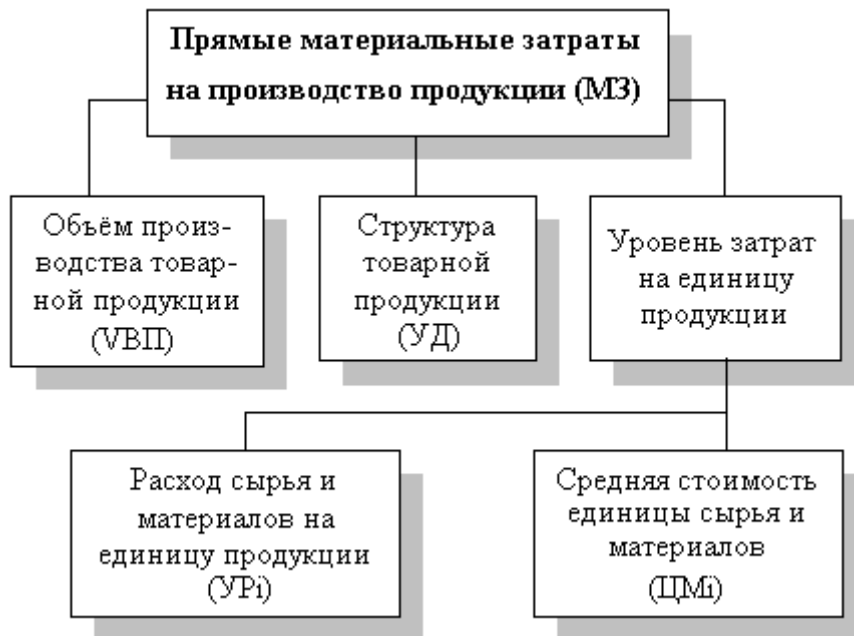 Прямые материальные затраты
на производство продукции (МЗ)
Объём произ-
водства товар-
ной продукции
(VВП)
Структура
товарной
продукции
(УД)
Уровень затрат
на единицу
продукции
Расход сырья и
материалов на
единицу продукции
(УРi)
Средняя стоимость
единицы сырья и
материалов
(ЦМi)